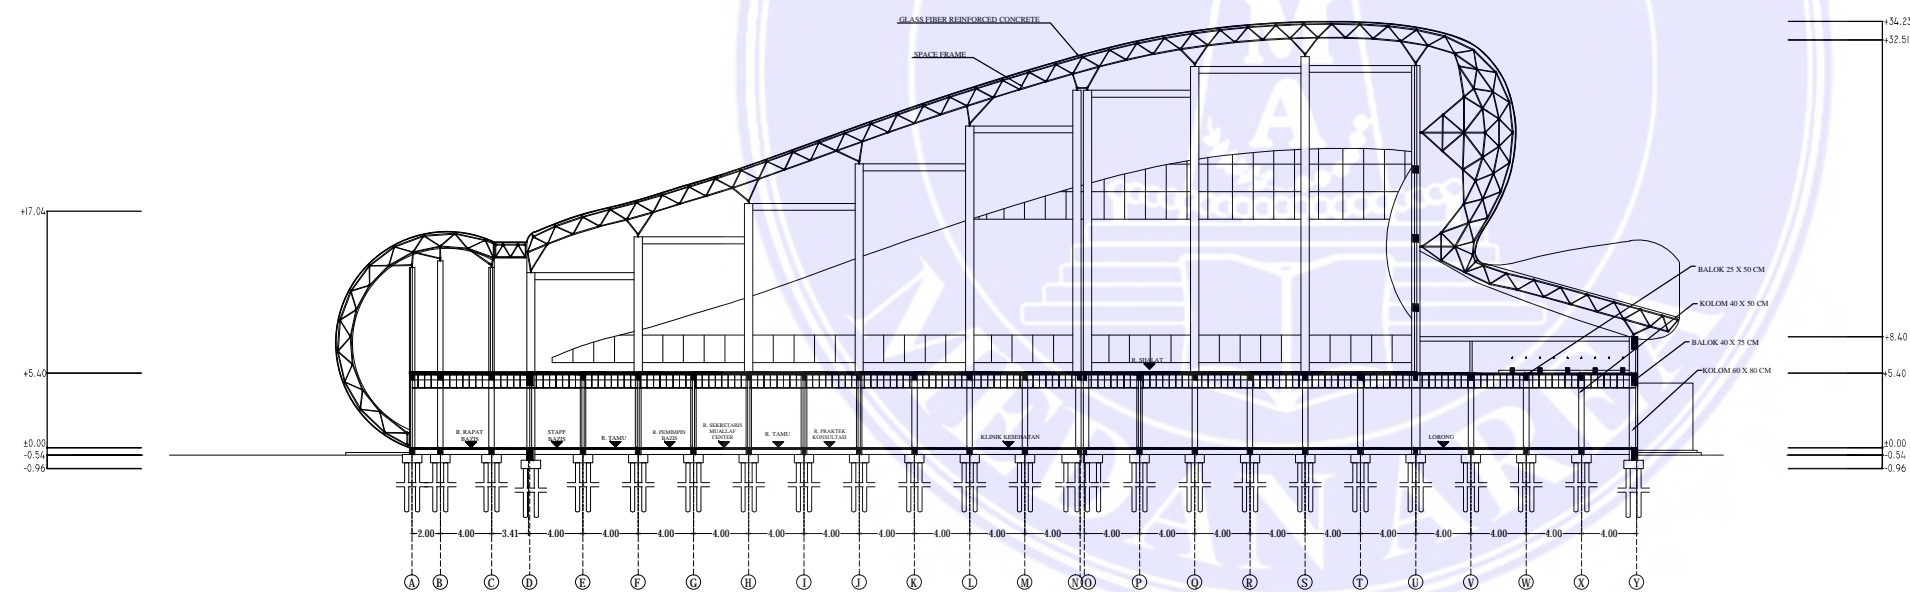 GLASS FIBER REINFORCED CONCRETE
SPACE FRAME
+34.23
+32.51
+17.04
+5.40
±0.00
-0.54
-0.96
BALOK 25 X 50 CM
KOLOM 40 X 50 CM
+8.40
BALOK 40 X 75 CM
+5.40
KOLOM 60 X 80 CM
±0.00
-0.54
-0.96
R. SHALAT
R. RAPAT
BAZIS
STAFF
BAZIS
R. TAMU
R. PEMIMPIN
BAZIS
R. SEKRETARIS
MUALLAF
CENTER
R. TAMU
R. PRAKTEK
KONSULTASI
KLINIK KESEHATAN
LORONG
2.00 4.00 3.41 4.00 4.00 4.00 4.00 4.00 4.00 4.00 4.00 4.00 4.00 4.00 4.00 4.00 4.00 4.00 4.00 4.00 4.00 4.00 4.00
A B C D E F G H I J K L M N O P Q R S T U V W X Y
M
A
MEDAN AREA